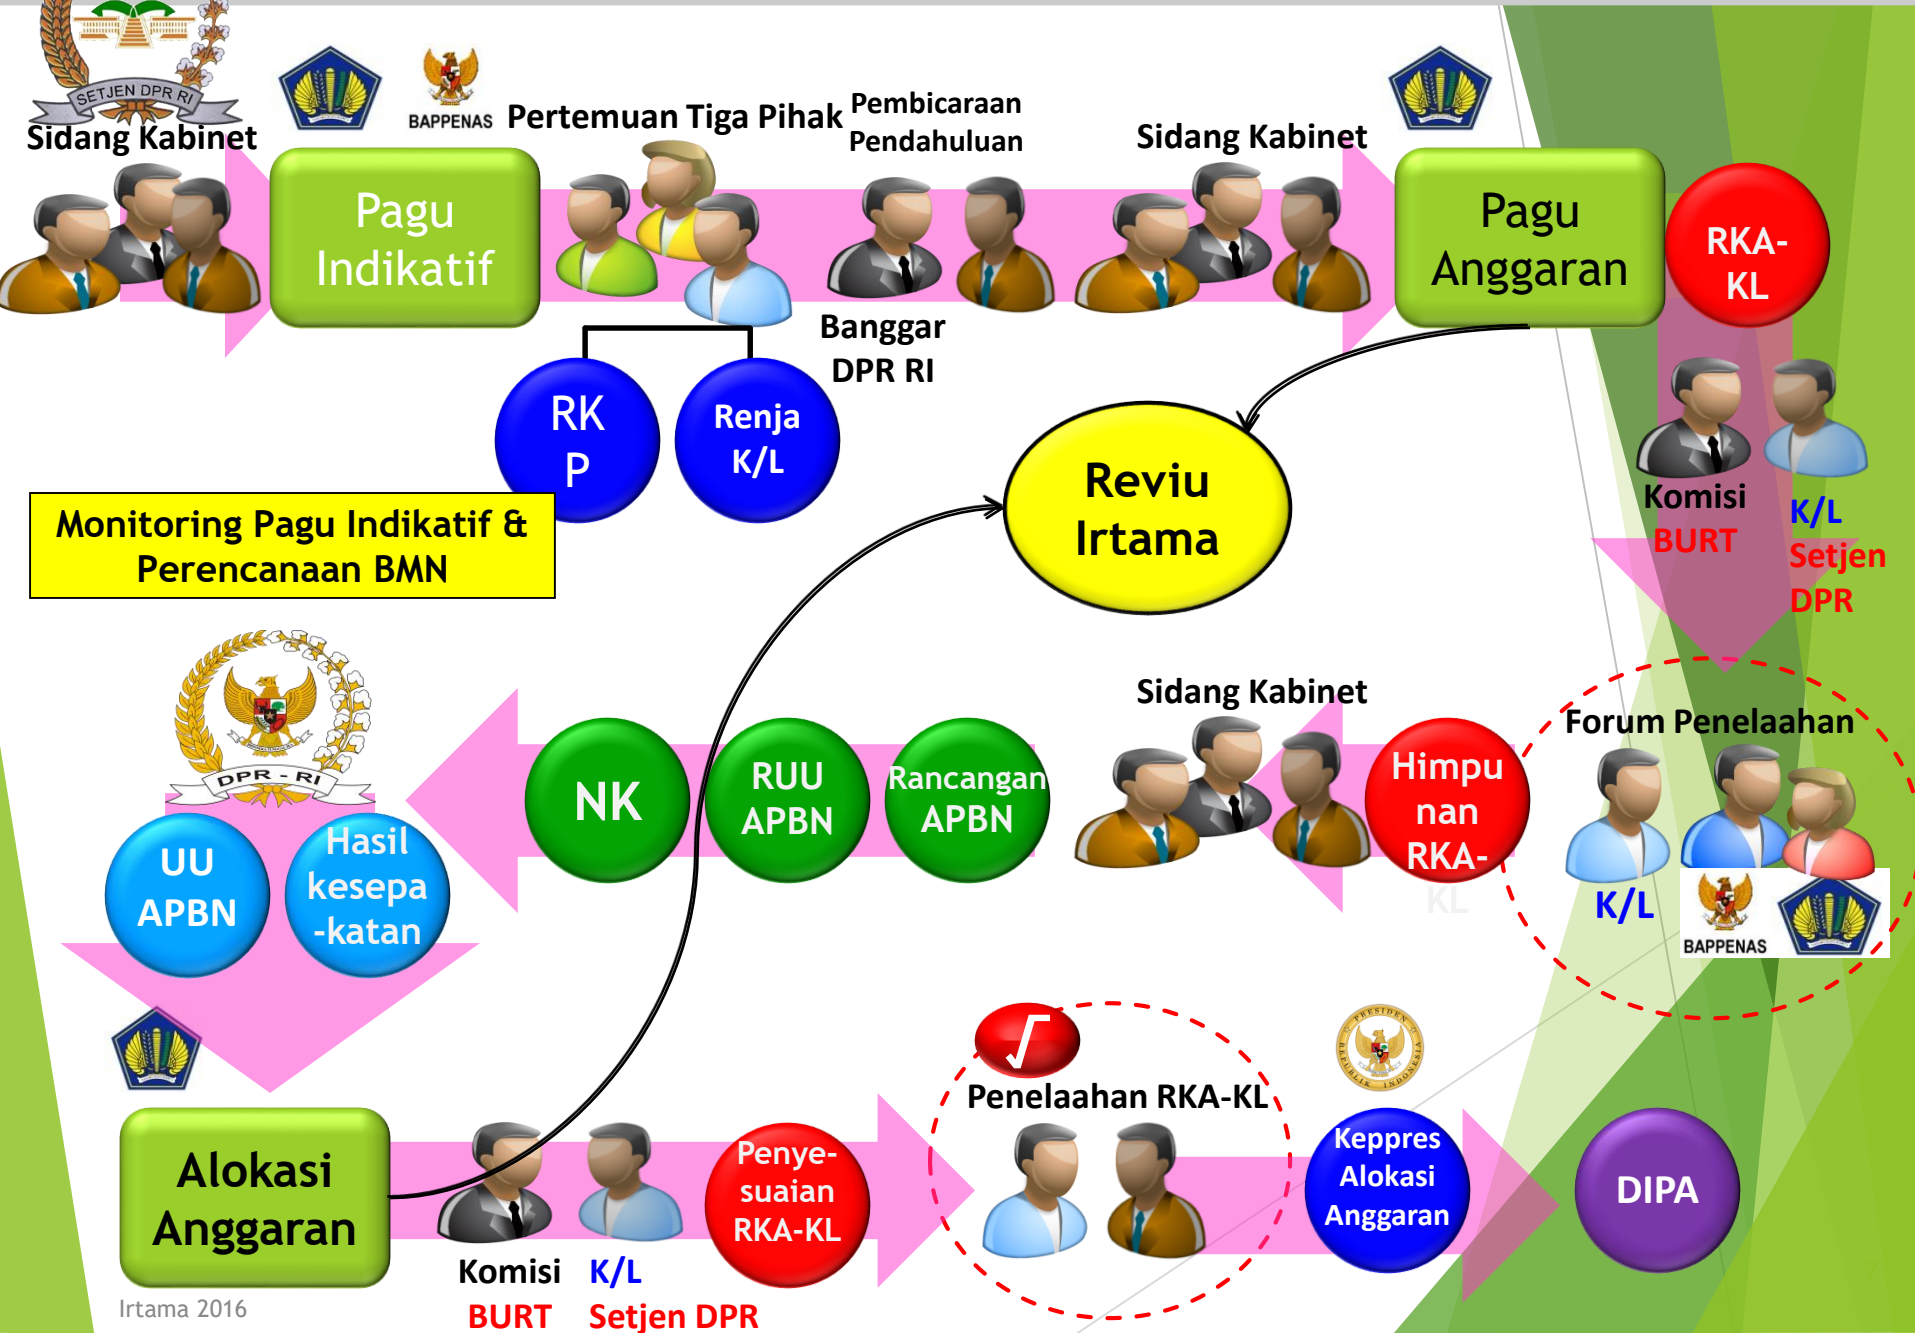 SETJEN DPR RI
Sidang Kabinet
BAPPENAS
Pertemuan Tiga Pihak
Pembicaraan
Pendahuluan
Sidang Kabinet
Pagu
Indikatif
Pagu
Anggaran
RKA-
KL
Banggar
DPR RI
RK
P
Renja
K/L
Reviu
Irtama
Komisi
BURT
K/L
Setjen
DPR
Monitoring Pagu Indikatif &
Perencanaan BMN
DPR - RI
Sidang Kabinet
Forum Penelaahan
NK
RUU
APBN
Rancangan
APBN
Himpu
nan
RKA-
KL
K/L
BAPPENAS
UU
APBN
Hasil
kesepa
-katan
PRESIDEN
REPUBLIK INDONESIA
Penelaahan RKA-KL
Alokasi
Anggaran
Penye-
suaian
RKA-KL
Keppres
Alokasi
Anggaran
DIPA
Komisi
BURT
K/L
Setjen DPR
Irtama 2016